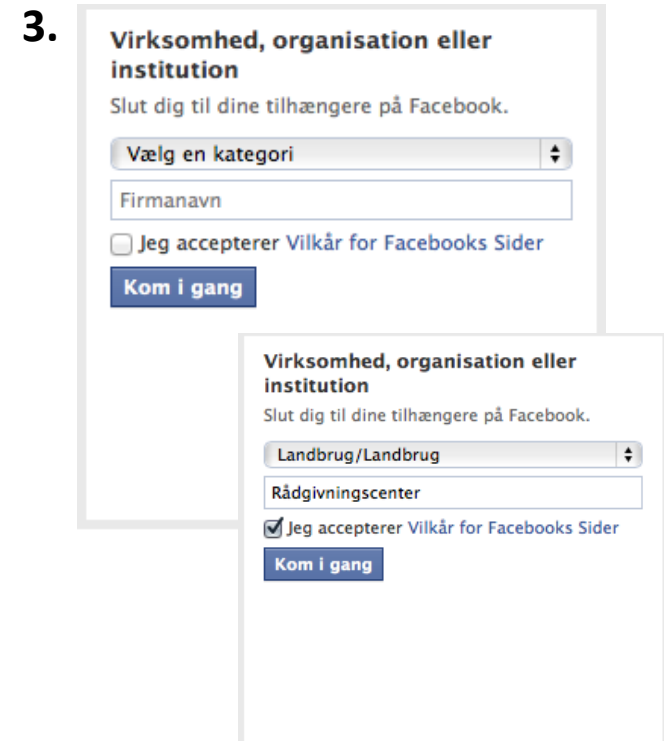 3.
Virksomhed, organisation eller
institution
Slut dig til dine tilhængere på Facebook.
Vælg en kategori
Firmanavn
Jeg accepterer Vilkår for Facebooks Sider
Kom i gang
Virksomhed, organisation eller
institution
Slut dig til dine tilhængere på Facebook.
Landbrug/Landbrug
Rådgivningscenter
Jeg accepterer Vilkår for Facebooks Sider
Kom i gang